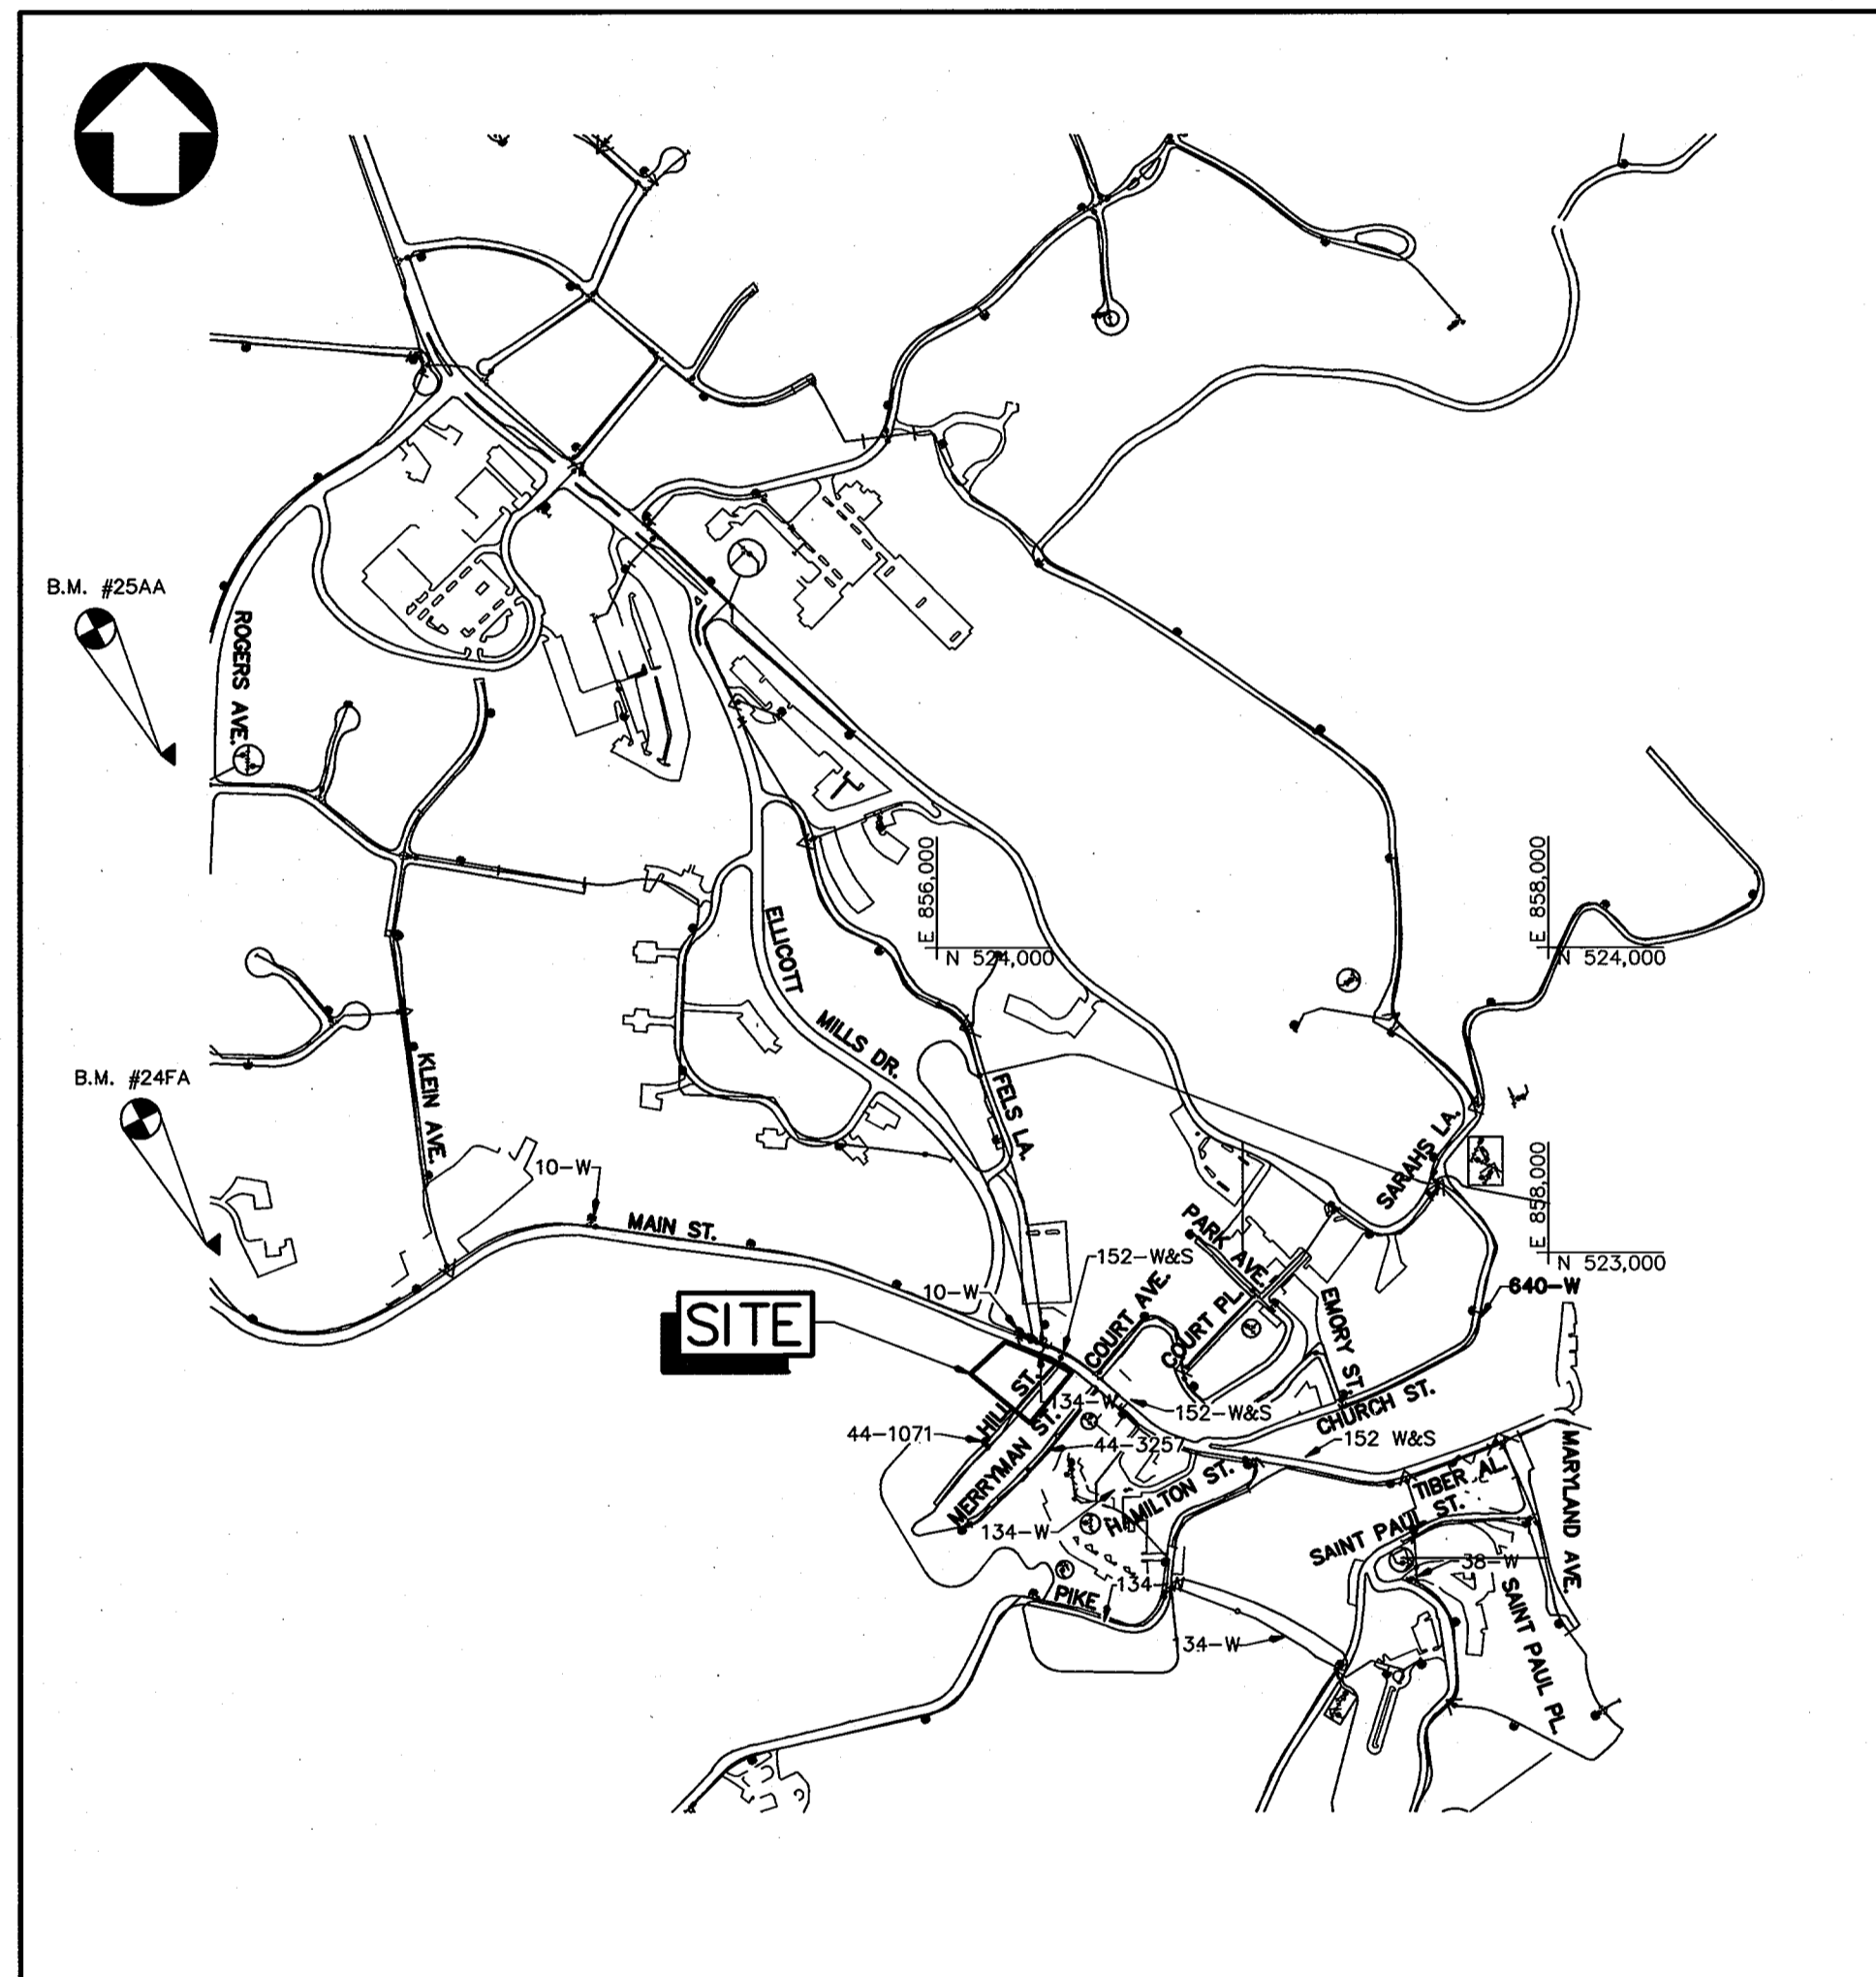 B.M. #25AA
ROGERS AVE.
E 856,000
N 524,000
E 858,000
N 524,000
ELLICOTT
MILLS DR.
B.M. #24FA
KLEIN AVE.
FELS LA.
SARAHS LA.
10-W
MAIN ST.
PARK AVE.
E 858,000
N 523,000
152-W&S
10-W
COURT AVE.
COURT PL.
EMORY ST.
640-W
SITE
HILL ST.
134-W
152-W&S
CHURCH ST.
44-1071
44-3257
152 W&S
MERRYMAN ST.
HAMILTON ST.
TIBER AL.
MARYLAND AVE.
134-W
SAINT PAUL ST.
38-W
PIKE
134-W
134-W
SAINT PAUL PL.